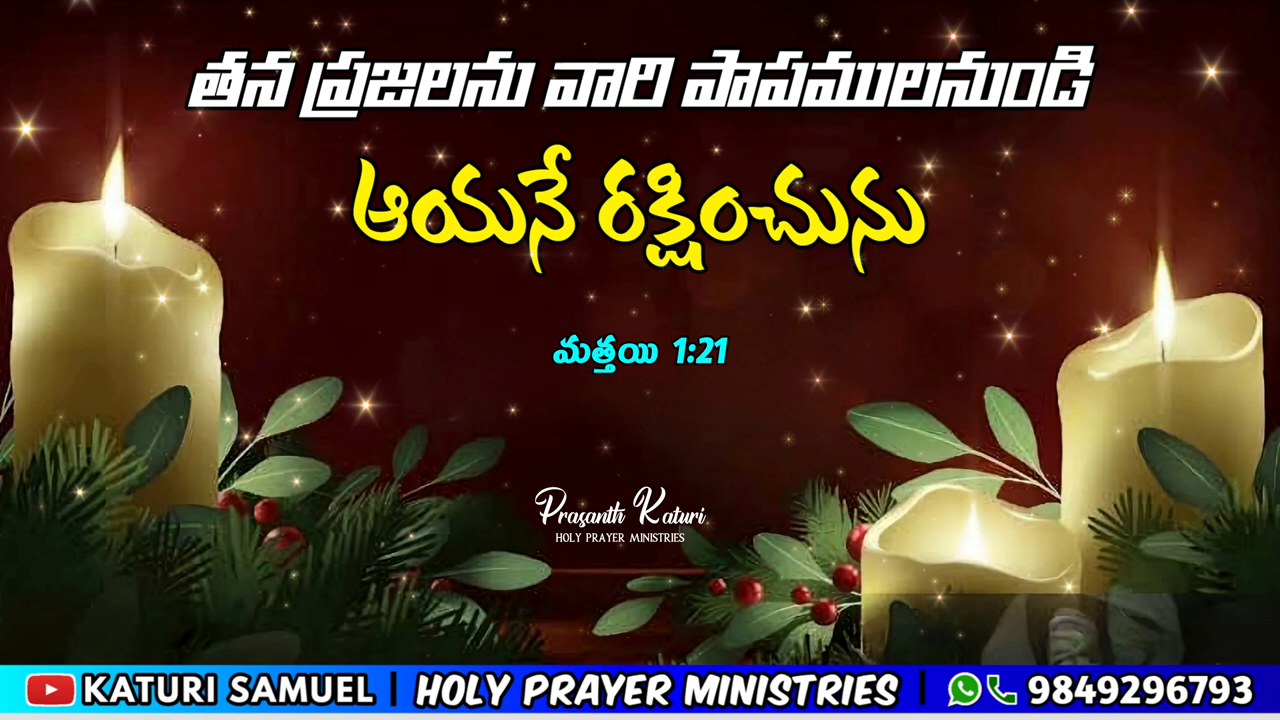 తన ప్రజలను వారి పాపములనుండి
ఆయనే రక్షించును
మత్తయి 1:21
Prasanth Katuri
HOLY PRAYER MINISTRIES
KATURI SAMUEL | HOLY PRAYER MINISTRIES | 9849296793